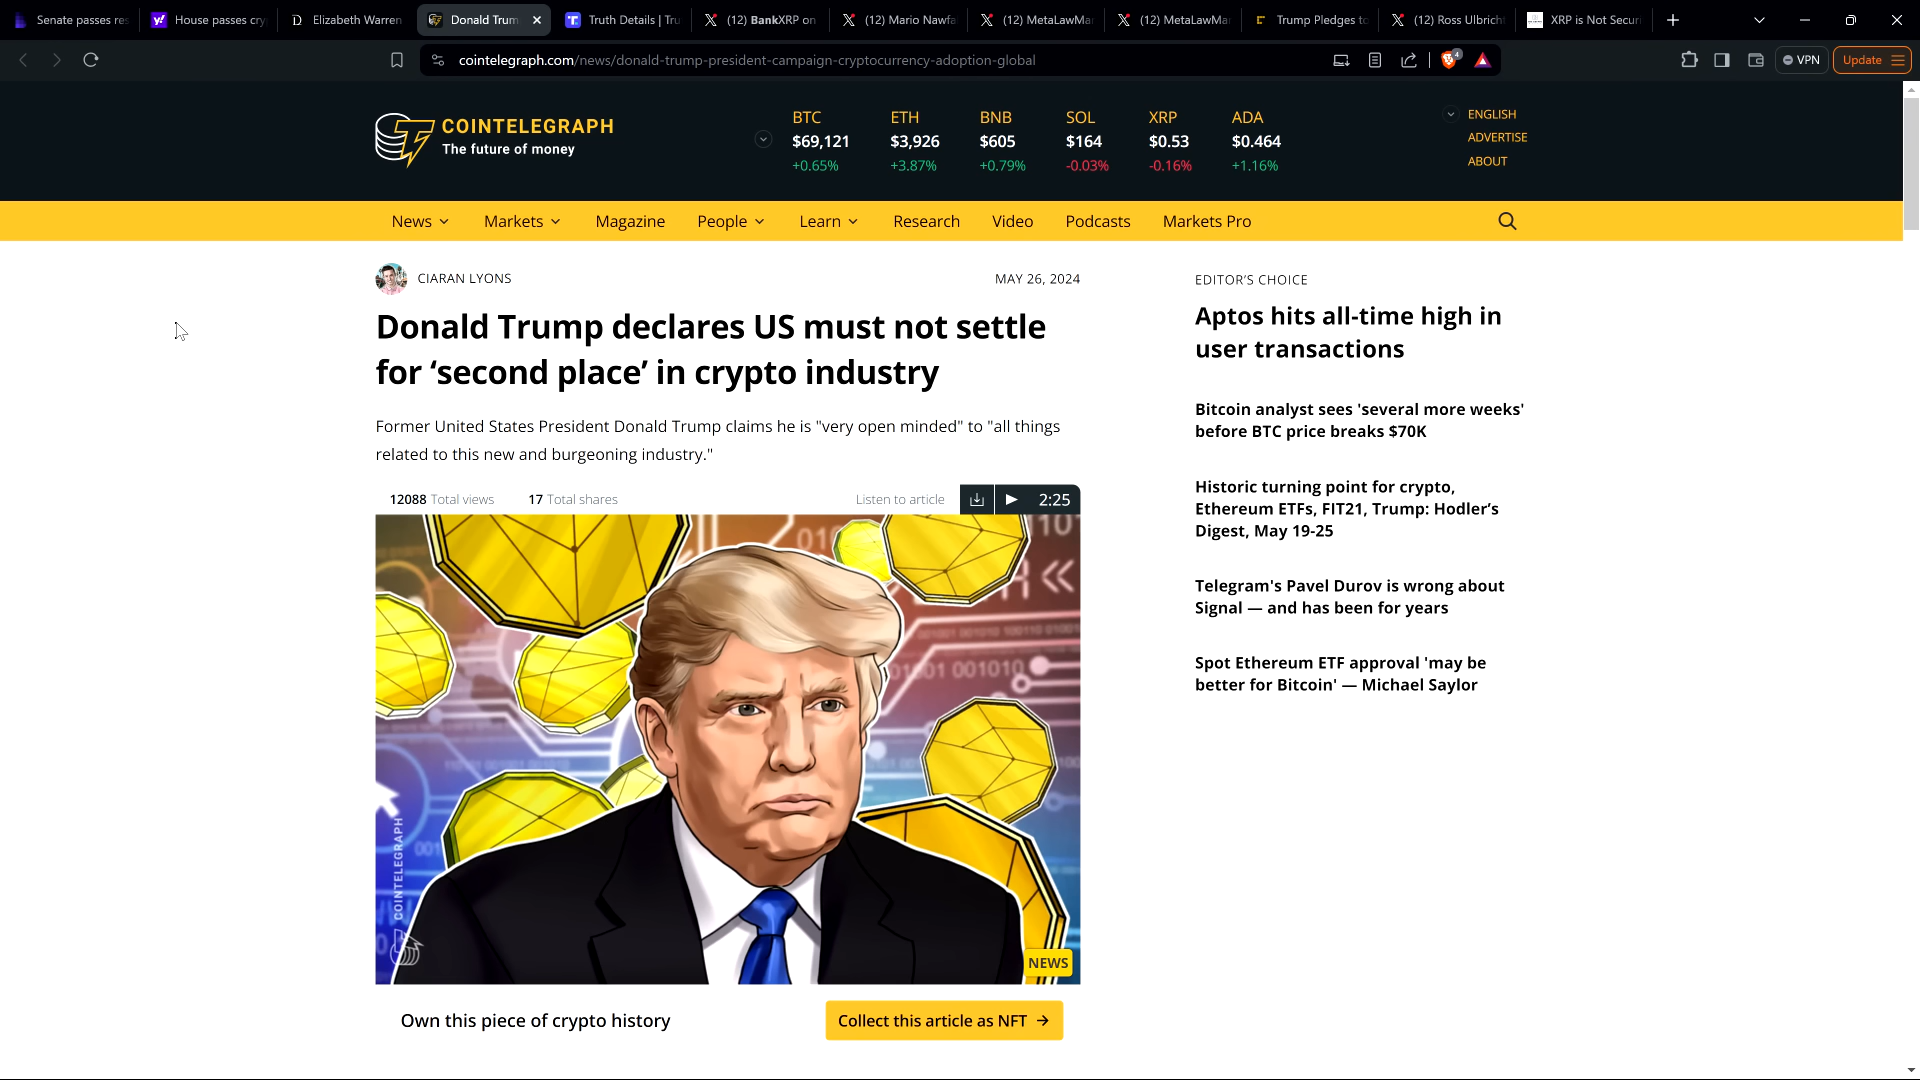 Senate passes res
House passes cry
Elizabeth Warren
Donald Trum
Truth Details | Tru
(12) BankXRP on
(12) Mario Nawfa
(12) MetaLawMa
(12) MetaLawMa
Trump Pledges to
(12) Ross Ulbricht
XRP is Not Securi
cointelegraph.com/news/donald-trump-president-campaign-cryptocurrency-adoption-global
4
VPN
Update
COINTELEGRAPH
The future of money
BTC ETH BNB SOL XRP ADA
$69,121 $3,926 $605 $164 $0.53 $0.464
+0.65% +3.87% +0.79% -0.03% -0.16% +1.16%
ENGLISH
ADVERTISE
ABOUT
News Markets Magazine People Learn Research Video Podcasts Markets Pro
CIARAN LYONS
MAY 26, 2024
Donald Trump declares US must not settle
for ‘second place’ in crypto industry
Former United States President Donald Trump claims he is "very open minded" to "all things
related to this new and burgeoning industry."
12088 Total views 17 Total shares
Listen to article 2:25
COINTELEGRAPH
NEWS
Own this piece of crypto history
Collect this article as NFT →
EDITOR’S CHOICE
Aptos hits all-time high in
user transactions
Bitcoin analyst sees 'several more weeks'
before BTC price breaks $70K
Historic turning point for crypto,
Ethereum ETFs, FIT21, Trump: Hodler’s
Digest, May 19-25
Telegram's Pavel Durov is wrong about
Signal — and has been for years
Spot Ethereum ETF approval 'may be
better for Bitcoin' — Michael Saylor